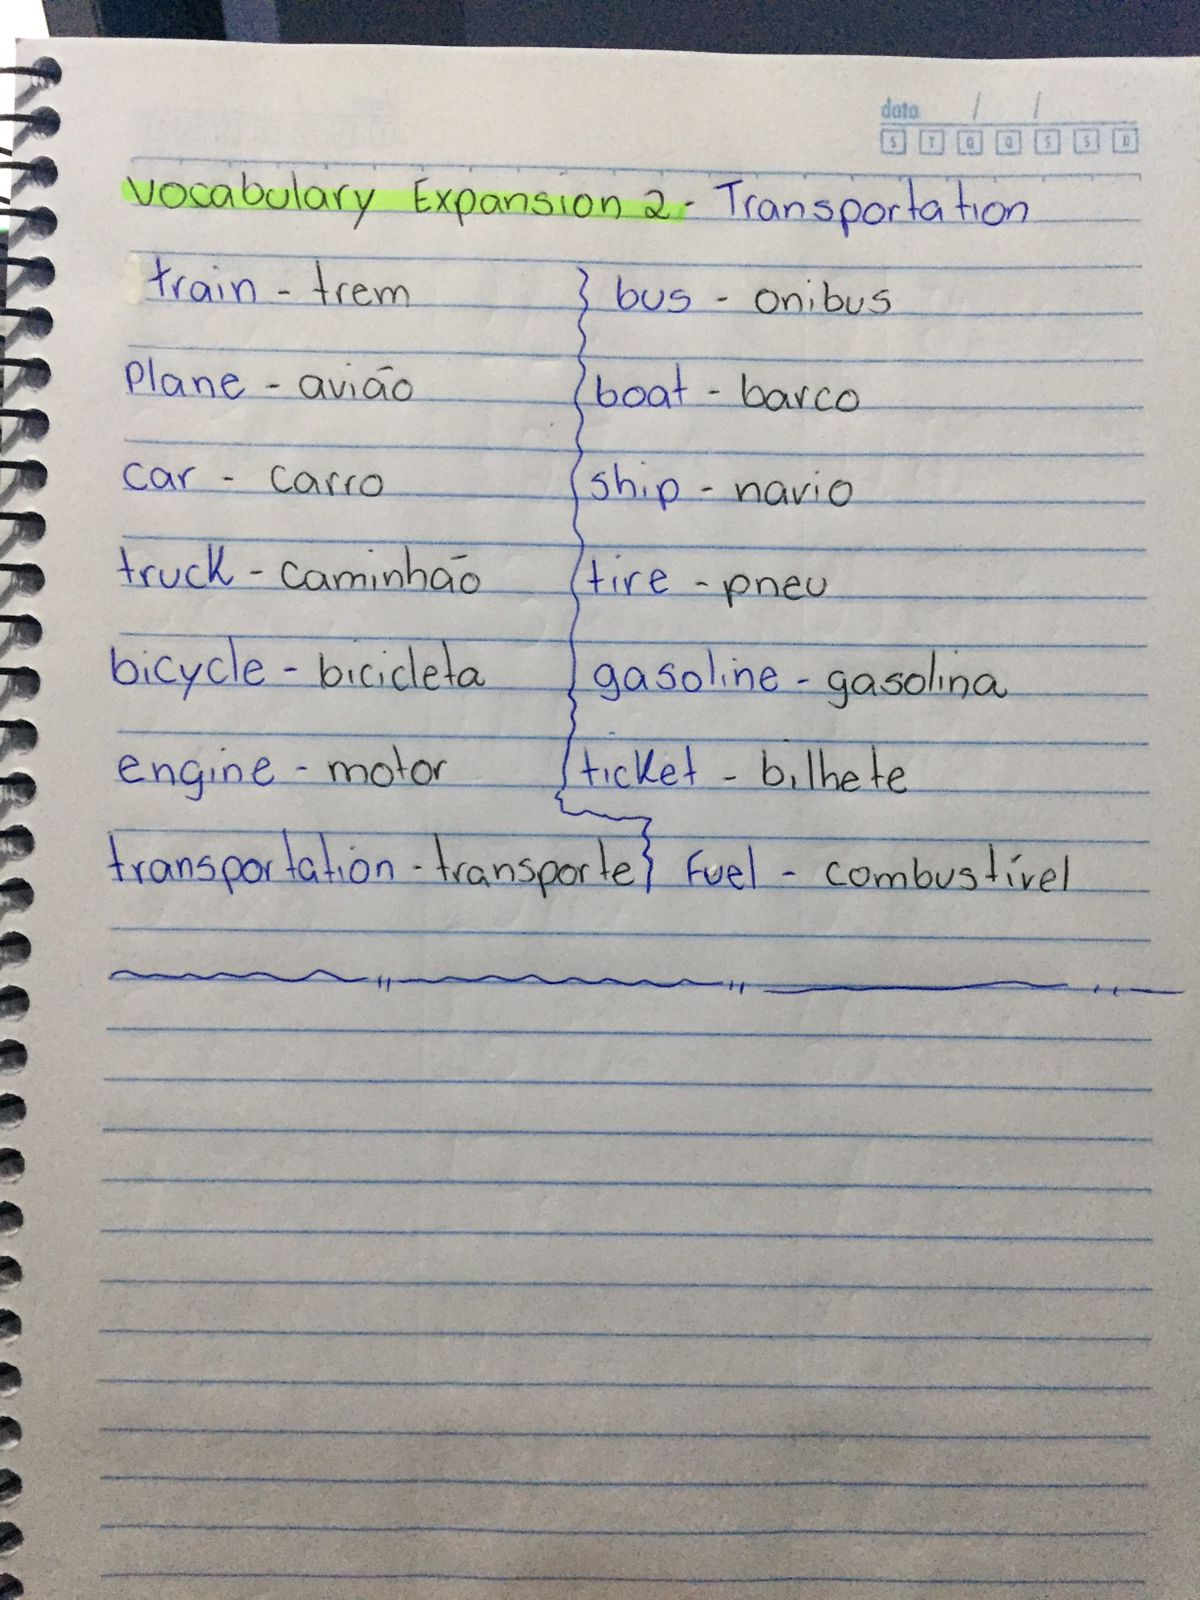 data / /
S T Q Q S S D
Vocabulary Expansion 2 - Transportation
train - trem } bus - onibus
plane - avião boat - barco
car - carro ship - navio
truck - caminhão tire - pneu
bicycle - bicicleta gasoline - gasolina
engine - motor ticket - bilhete
transportation - transporte } Fuel - combustível